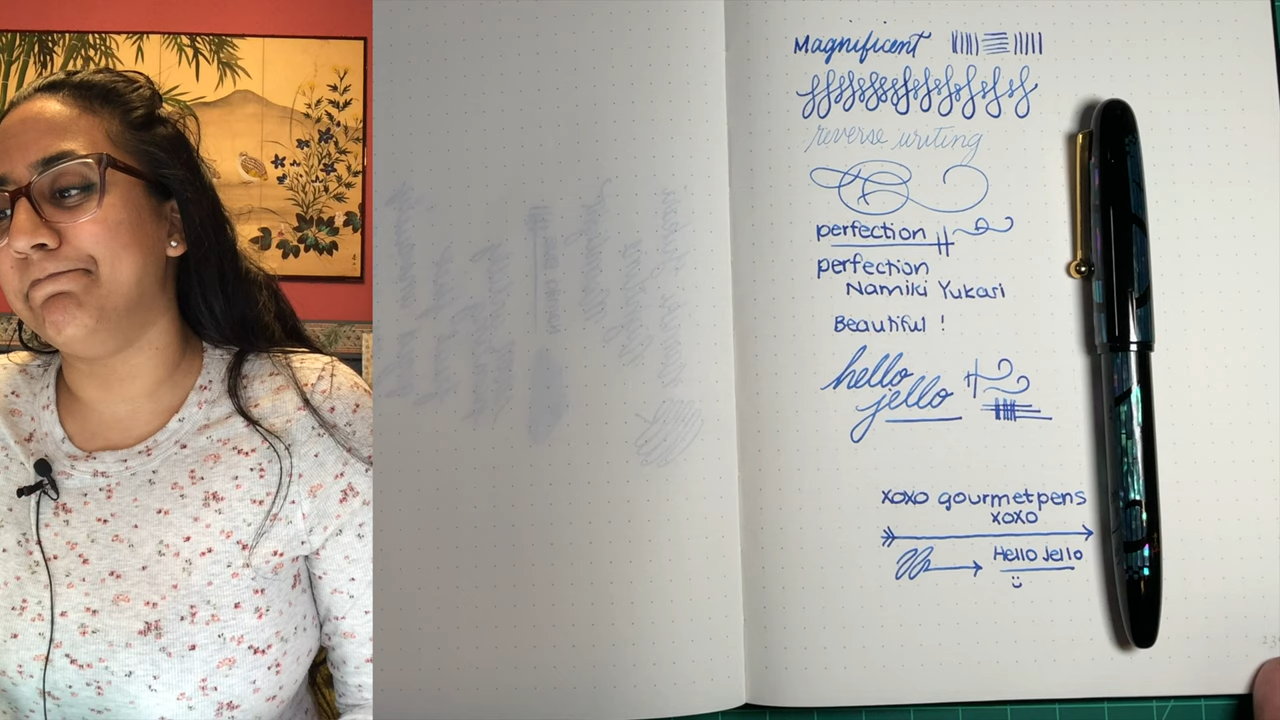 Magnificent
reverse writing
perfection
perfection
Namiki Yukari
Beautiful !
hello
jello
xoxo gourmetpens
xoxo
Hello Jello